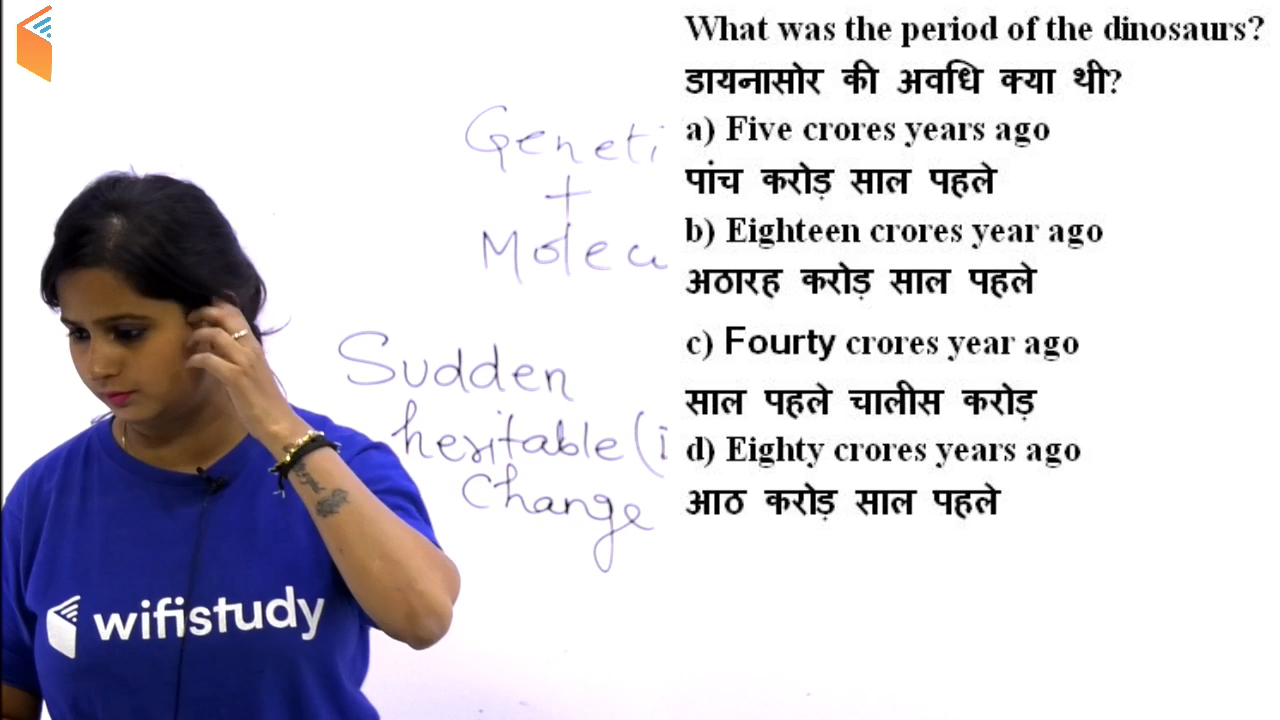 What was the period of the dinosaurs?
डायनासोर की अवधि क्या थी?
a) Five crores years ago
पांच करोड़ साल पहले
b) Eighteen crores year ago
अठारह करोड़ साल पहले
c) Fourty crores year ago
साल पहले चालीस करोड़
d) Eighty crores years ago
आठ करोड़ साल पहले
Geneti
+
Molecu
Sudden
heritable (i
change
wifistudy